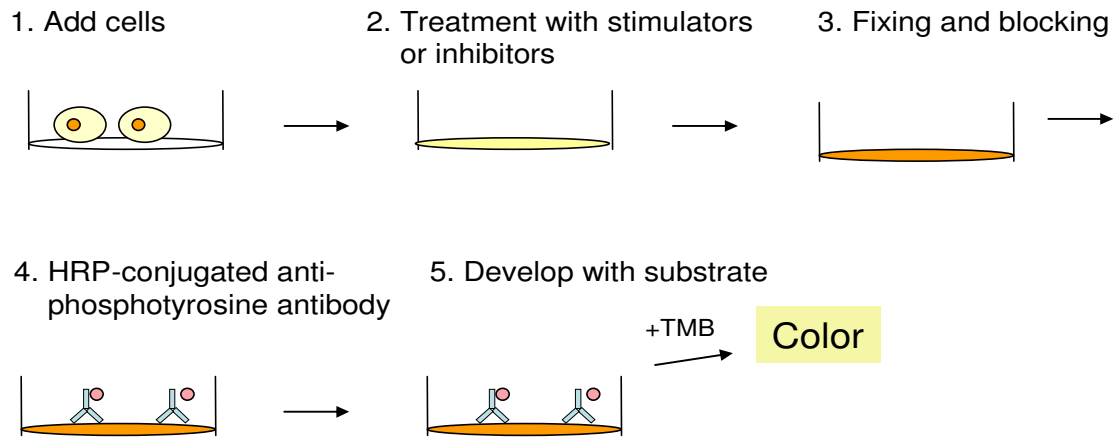 1. Add cells
2. Treatment with stimulators
or inhibitors
3. Fixing and blocking
4. HRP-conjugated anti-
phosphotyrosine antibody
5. Develop with substrate
+TMB
Color